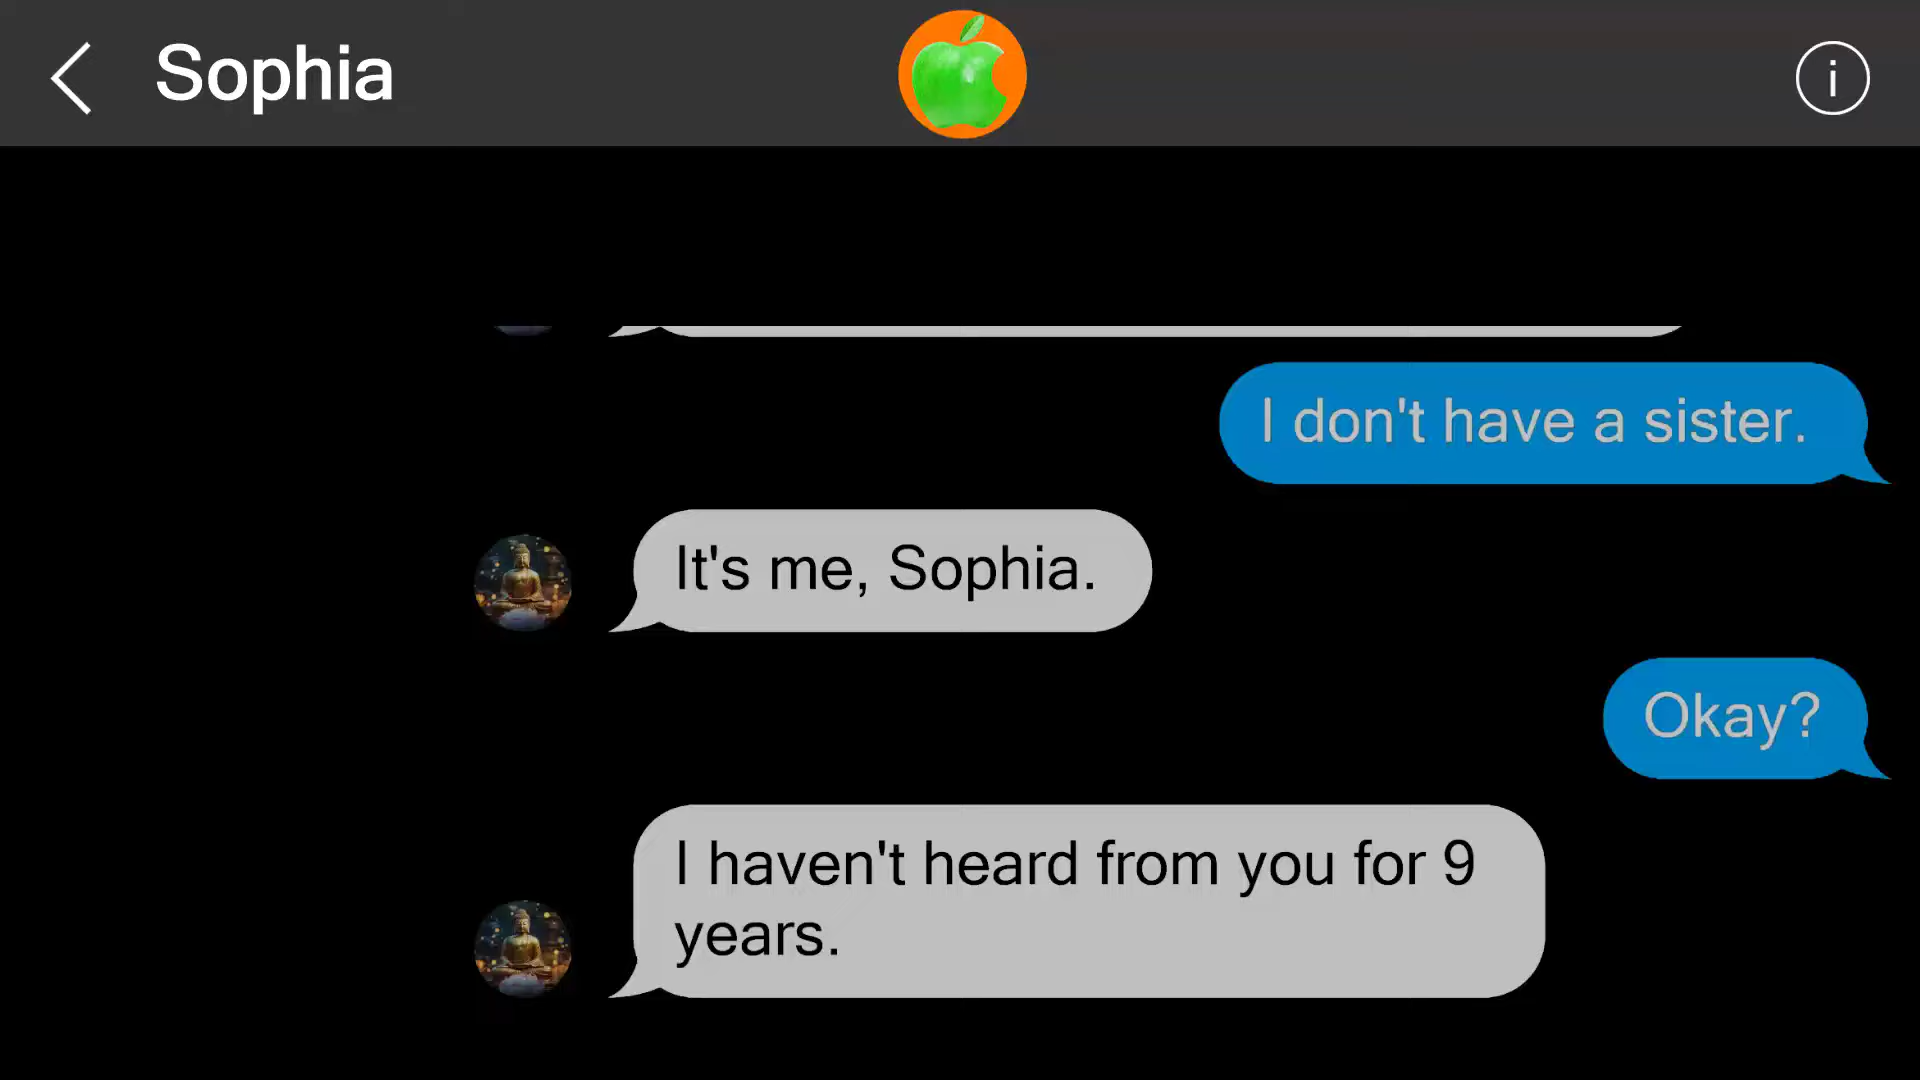 Sophia
i
I don't have a sister.
It's me, Sophia.
Okay?
I haven't heard from you for 9
years.